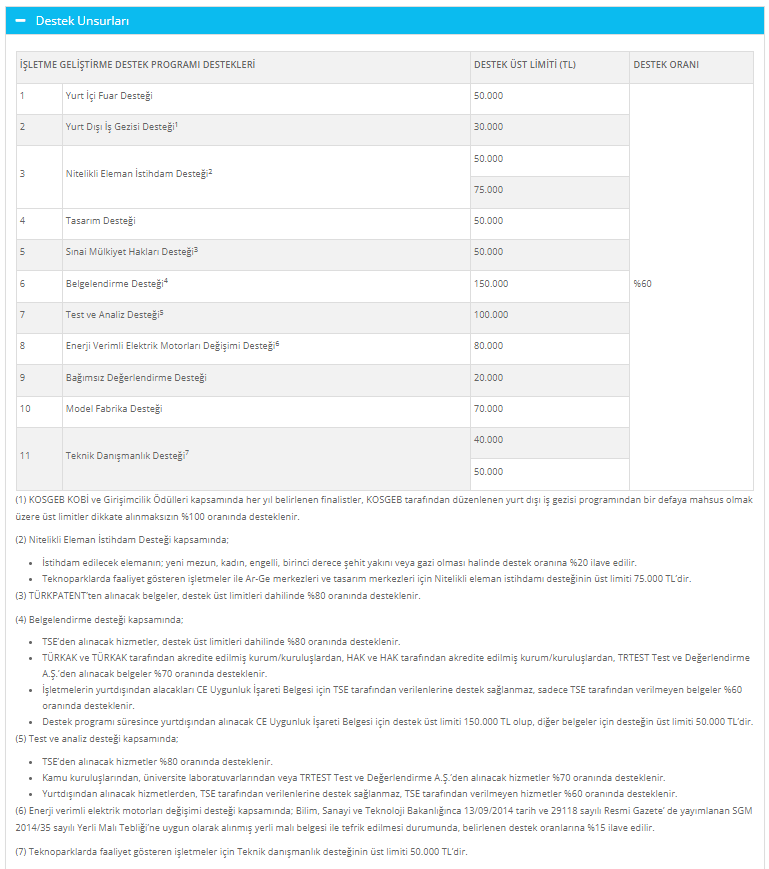 Destek Unsurları
İŞLETME GELİŞTİRME DESTEK PROGRAMI DESTEKLERİ DESTEK ÜST LİMİTİ (TL) DESTEK ORANI
1 Yurt İçi Fuar Desteği 50.000
2 Yurt Dışı İş Gezisi Desteği¹ 30.000
50.000
3 Nitelikli Eleman İstihdam Desteği²
75.000
4 Tasarım Desteği 50.000
5 Sınai Mülkiyet Hakları Desteği³ 50.000
6 Belgelendirme Desteği⁴ 150.000 %60
7 Test ve Analiz Desteği⁵ 100.000
8 Enerji Verimli Elektrik Motorları Değişimi Desteği⁶ 80.000
9 Bağımsız Değerlendirme Desteği 20.000
10 Model Fabrika Desteği 70.000
40.000
11 Teknik Danışmanlık Desteği⁷
50.000
(1) KOSGEB KOBİ ve Girişimcilik Ödülleri kapsamında her yıl belirlenen finalistler, KOSGEB tarafından düzenlenen yurt dışı iş gezisi programından bir defaya mahsus olmak
üzere üst limitler dikkate alınmaksızın %100 oranında desteklenir.
(2) Nitelikli Eleman İstihdam Desteği kapsamında;
• İstihdam edilecek elemanın; yeni mezun, kadın, engelli, birinci derece şehit yakını veya gazi olması halinde destek oranına %20 ilave edilir.
• Teknoparklarda faaliyet gösteren işletmeler ile Ar-Ge merkezleri ve tasarım merkezleri için Nitelikli eleman istihdamı desteğinin üst limiti 75.000 TL'dir.
(3) TÜRKPATENT'ten alınacak belgeler, destek üst limitleri dahilinde %80 oranında desteklenir.
(4) Belgelendirme desteği kapsamında;
• TSE'den alınacak hizmetler, destek üst limitleri dahilinde %80 oranında desteklenir.
• TÜRKAK ve TÜRKAK tarafından akredite edilmiş kurum/kuruluşlardan, HAK ve HAK tarafından akredite edilmiş kurum/kuruluşlardan, TRTEST Test ve Değerlendirme
A.Ş.'den alınacak belgeler %70 oranında desteklenir.
• İşletmelerin yurtdışından alacakları CE Uygunluk İşareti Belgesi için TSE tarafından verilenlerine destek sağlanmaz, sadece TSE tarafından verilmeyen belgeler %60
oranında desteklenir.
• Destek programı süresince yurtdışından alınacak CE Uygunluk İşareti Belgesi için destek üst limiti 150.000 TL olup, diğer belgeler için desteğin üst limiti 50.000 TL'dir.
(5) Test ve analiz desteği kapsamında;
• TSE'den alınacak hizmetler %80 oranında desteklenir.
• Kamu kuruluşlarından, üniversite laboratuvarlarından veya TRTEST Test ve Değerlendirme A.Ş.'den alınacak hizmetler %70 oranında desteklenir.
• Yurtdışından alınacak hizmetlerden, TSE tarafından verilenlerine destek sağlanmaz, TSE tarafından verilmeyen hizmetler %60 oranında desteklenir.
(6) Enerji verimli elektrik motorları değişimi desteği kapsamında; Bilim, Sanayi ve Teknoloji Bakanlığınca 13/09/2014 tarih ve 29118 sayılı Resmi Gazete' de yayımlanan SGM
2014/35 sayılı Yerli Malı Tebliği'ne uygun olarak alınmış yerli malı belgesi ile tefrik edilmesi durumunda, belirlenen destek oranlarına %15 ilave edilir.
(7) Teknoparklarda faaliyet gösteren işletmeler için Teknik danışmanlık desteğinin üst limiti 50.000 TL'dir.